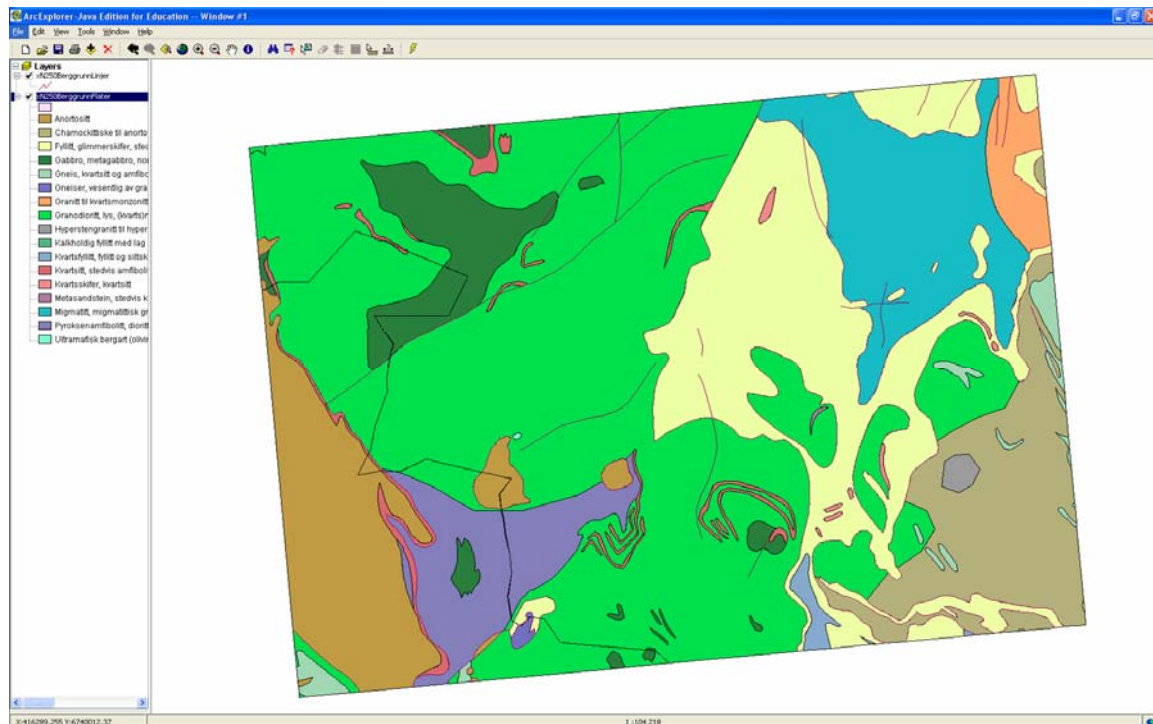 ArcExplorer-Java Edition for Education -- Window #1
File Edit View Tools Window Help
Layers
xN250BerggrunnLinjer
xN250BerggrunnFlater
Anortositt
Charnockittiske til anorto
Fyllitt, glimmerskifer, sted
Gabbro, metagabbro, nor
Gneis, kvartsitt og amfibo
Gneiser, vesentlig av gra
Granitt til kvartsmonzonitt
Granodioritt, lys, (kvarts)r
Hyperstengranitt til hyper
Kalkholdig fyllitt med lag
Kvartsfyllitt, fyllitt og siltsk
Kvartsitt, stedvis amfiboli
Kvartsskifer, kvartsitt
Metasandstein, stedvis k
Migmatitt, migmatittisk gr
Pyroksenamfibolitt, dioritt
Ultramafisk bergart (olivir
X:416289.255 Y:6740012.37
1 :104 218